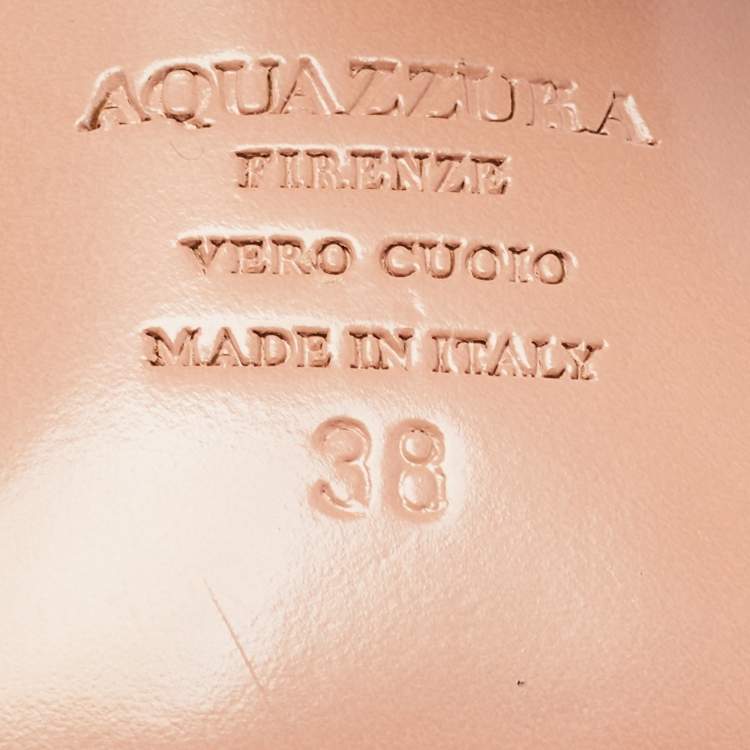 AQUAZZURA
FIRENZE
VERO CUOIO
MADE IN ITALY
38